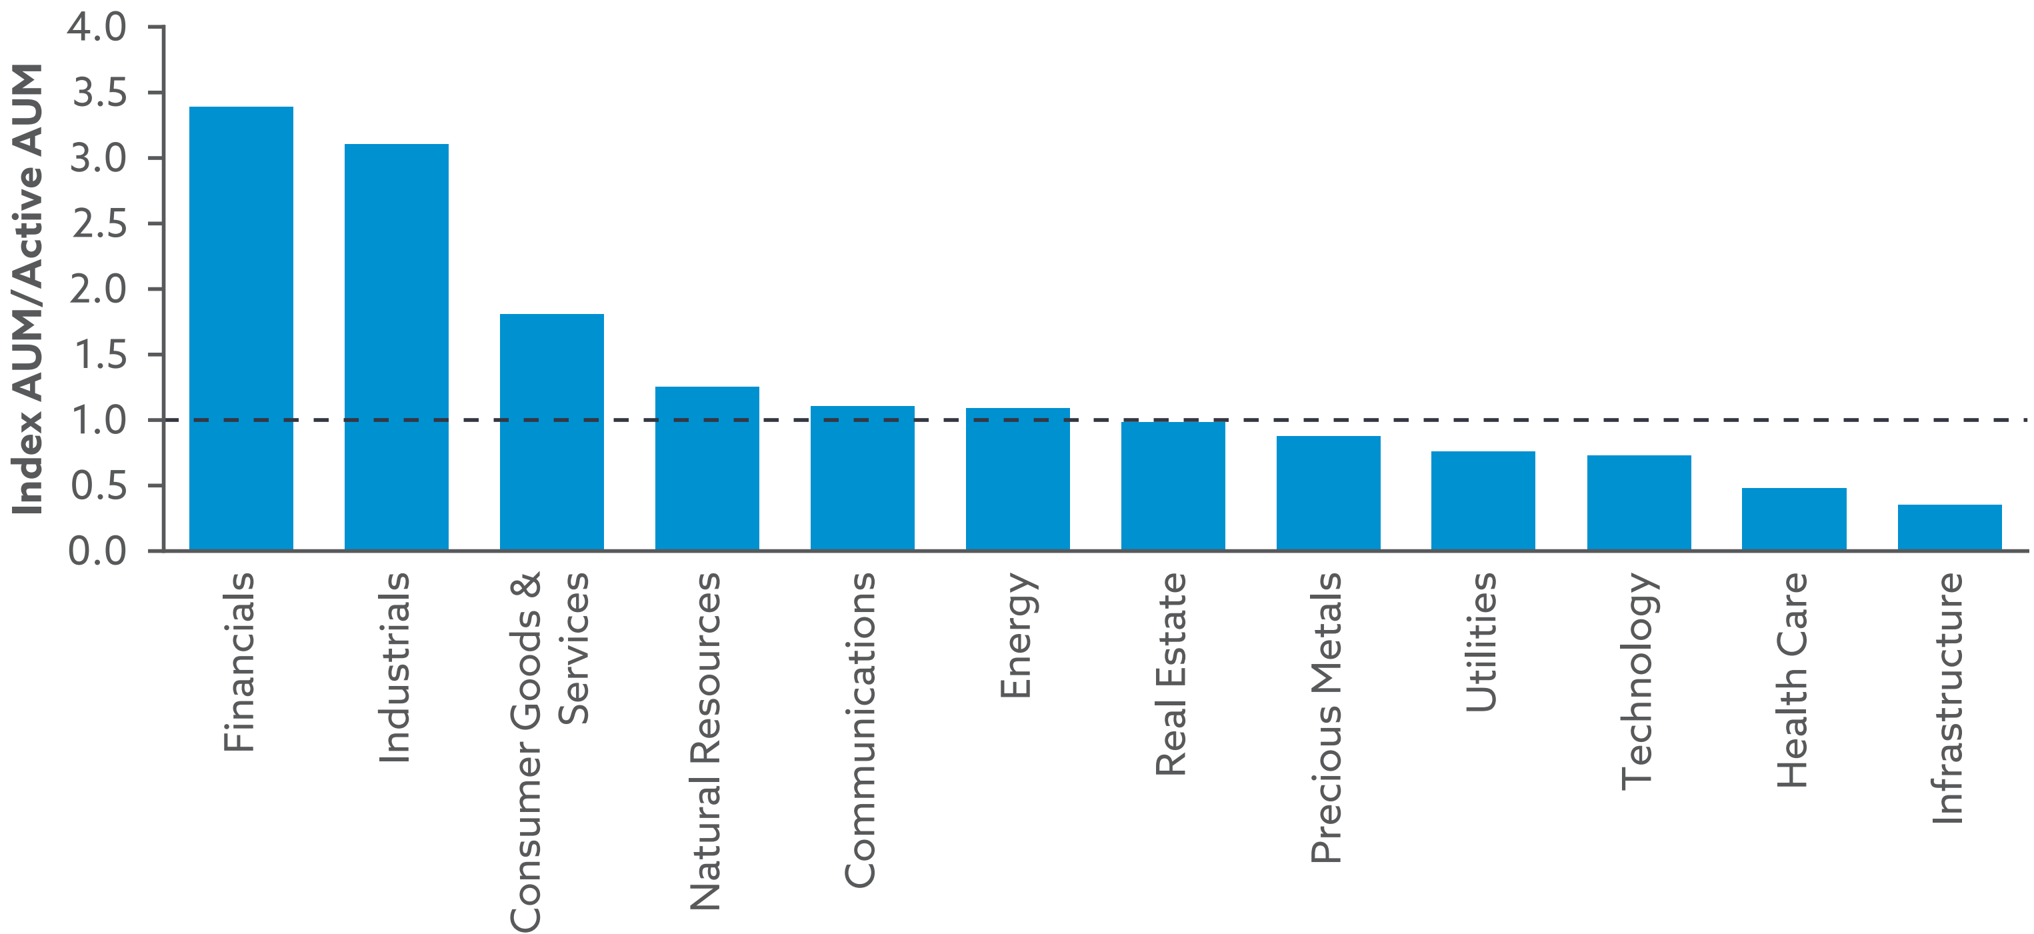 Index AUM/Active AUM
4.0
3.5
3.0
2.5
2.0
1.5
1.0
0.5
0.0
Financials
Industrials
Consumer Goods &
Services
Natural Resources
Communications
Energy
Real Estate
Precious Metals
Utilities
Technology
Health Care
Infrastructure